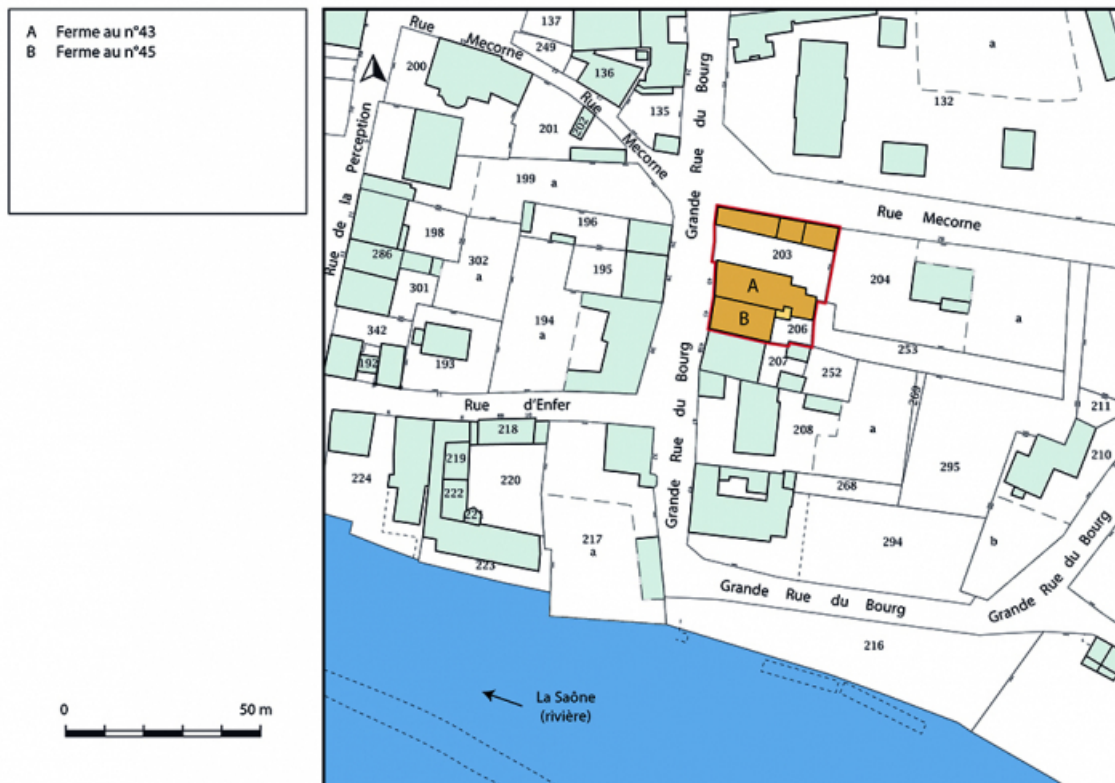 A Ferme au n°43
B Ferme au n°45
0 50 m
137
249
Rue Mecorne
200
136
Rue de la Perception
201
202
135
Rue Mecorne
Grande Rue du Bourg
a
132
199
a
196
Rue Mecorne
198
302
a
286
195
203
204
301
A
B
206
a
342
194
a
192
193
207
253
252
Rue d'Enfer
Grande Rue du Bourg
269
211
218
208
a
210
219
224
220
295
222
221
268
217
a
294
b
223
Grande Rue du Bourg
Grande Rue du Bourg
216
La Saône
(rivière)